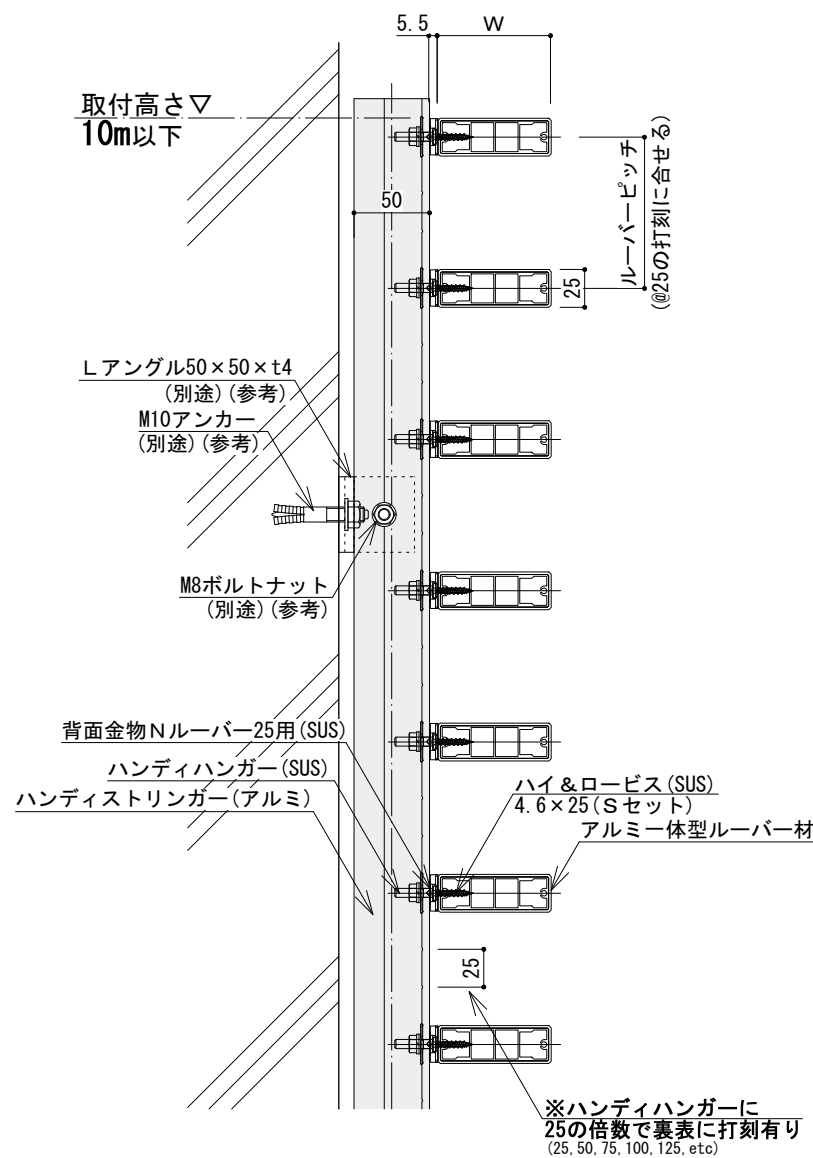 5.5
W
取付高さ▽
10m以下
50
ルーバーピッチ
(@25の打刻に合せる)
25
Lアングル50×50×t4
(別途)(参考)
M10アンカー
(別途)(参考)
M8ボルトナット
(別途)(参考)
背面金物Nルーバー25用(SUS)
ハンディハンガー(SUS)
ハンディストリンガー(アルミ)
ハイ&ロービス(SUS)
4.6×25(Sセット)
アルミ一体型ルーバー材
25
※ハンディハンガーに
25の倍数で裏表に打刻有り
(25,50,75,100,125,etc)